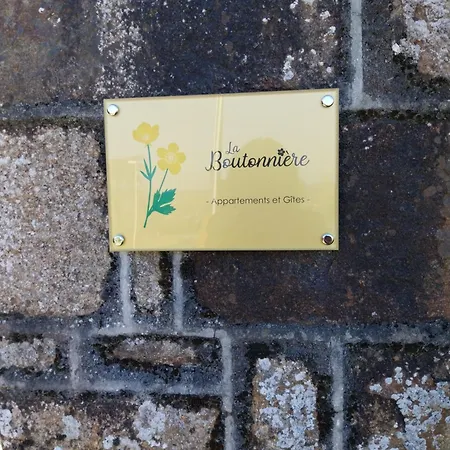 La
Boutonnière
- Appartements et Gîtes -